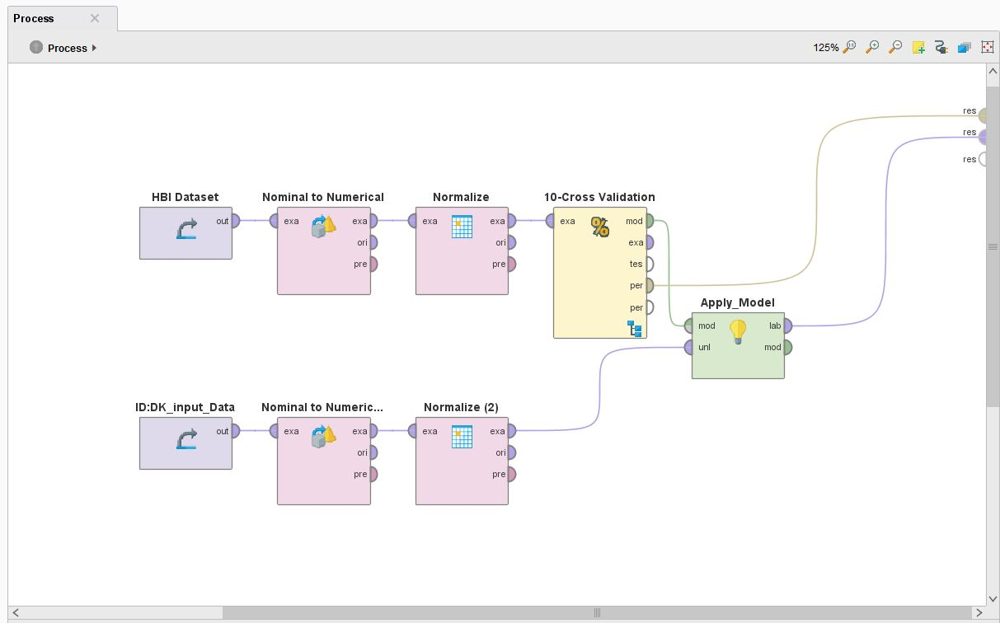 Process
Process
125%
res
res
res
HBI Dataset
out
Nominal to Numerical
exa exa
ori
pre
Normalize
exa exa
ori
pre
10-Cross Validation
exa mod
exa
tes
per
per
Apply_Model
mod lab
unl mod
ID:DK_input_Data
out
Nominal to Numeric...
exa exa
ori
pre
Normalize (2)
exa exa
ori
pre